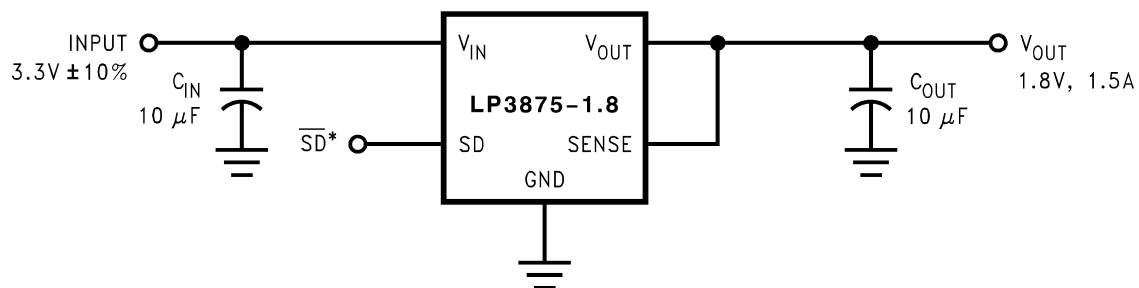 INPUT
3.3V ±10%
C_IN
10 μF
SD*
V_IN
V_OUT
LP3875-1.8
SD
SENSE
GND
C_OUT
10 μF
V_OUT
1.8V, 1.5A